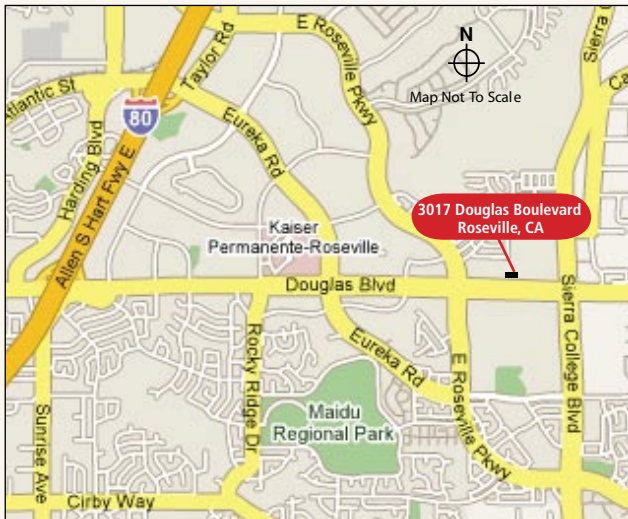 E Roseville Pkwy
N
Map Not To Scale
Sierra C
Ca
Taylor Rd
Atlantic St
80
Harding Blvd
Eureka Rd
Allen S Hart Fwy E
3017 Douglas Boulevard
Roseville, CA
Kaiser
Permanente-Roseville
Douglas Blvd
Rocky Ridge Dr
Eureka Rd
E Roseville Pkwy
Sierra College Blvd
Maidu
Regional Park
Sunrise Ave
Cirby Way